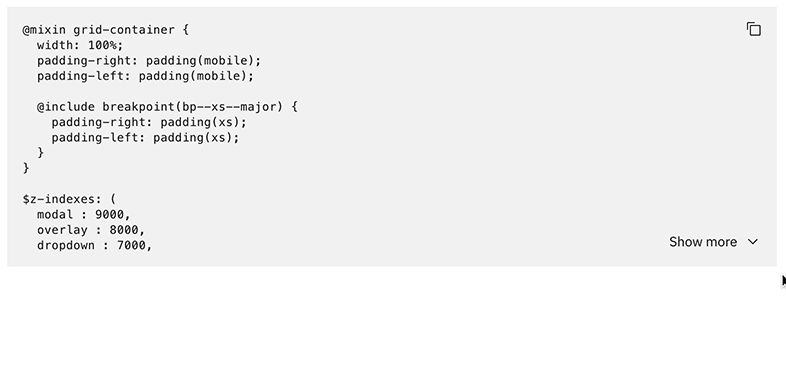 @mixin grid-container {
  width: 100%;
  padding-right: padding(mobile);
  padding-left: padding(mobile);

  @include breakpoint(bp--xs--major) {
    padding-right: padding(xs);
    padding-left: padding(xs);
  }
}

$z-indexes: (
  modal : 9000,
  overlay : 8000,
  dropdown : 7000,
Show more